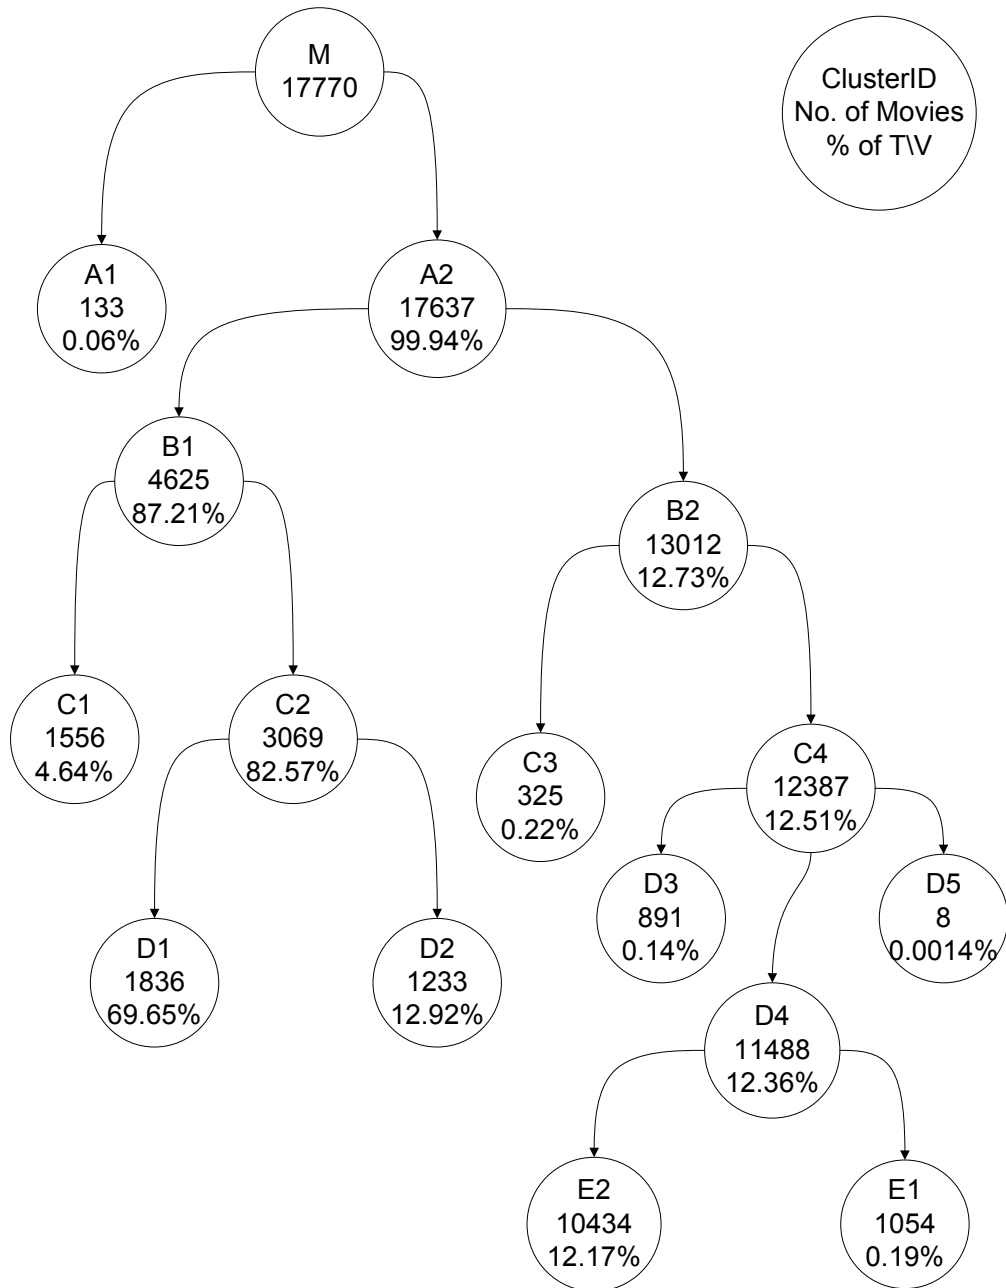 M
17770
ClusterID
No. of Movies
% of T\V
A1
133
0.06%
A2
17637
99.94%
B1
4625
87.21%
B2
13012
12.73%
C1
1556
4.64%
C2
3069
82.57%
C3
325
0.22%
C4
12387
12.51%
D1
1836
69.65%
D2
1233
12.92%
D3
891
0.14%
D5
8
0.0014%
D4
11488
12.36%
E2
10434
12.17%
E1
1054
0.19%